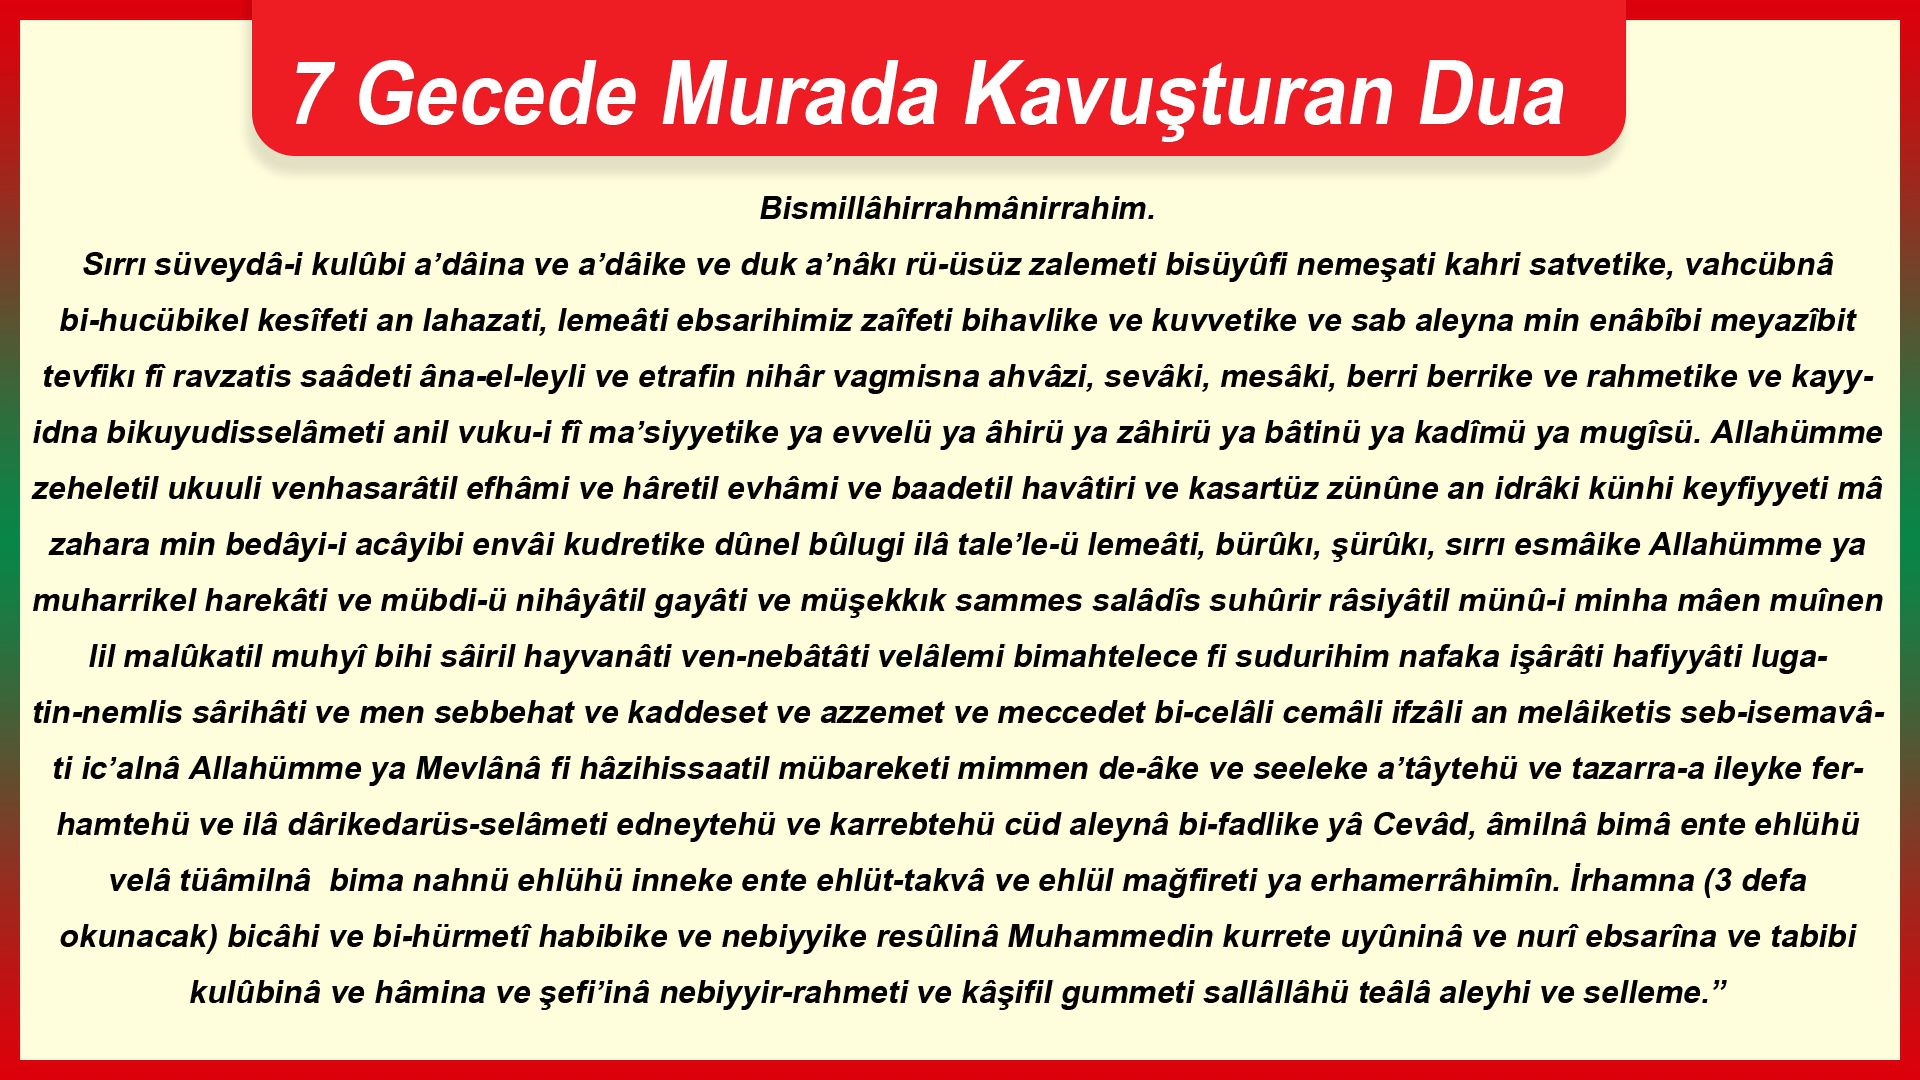 7 Gecede Murada Kavuşturan Dua
Bismillâhirrahmânirrahim.
Sırrı süveydâ-i kulûbi a’dâina ve a’dâike ve duk a’nâkı rü-üsüz zalemeti bisüyûfi nemeşati kahri satvetike, vahcübnâ
bi-hucübikel kesîfeti an lahazati, lemeâti ebsarihimiz zaîfeti bihavlike ve kuvvetike ve sab aleyna min enâbîbi meyazîbit
tevfikı fî ravzatis saâdeti âna-el-leyli ve etrafin nihâr vagmisna ahvâzi, sevâki, mesâki, berri berrike ve rahmetike ve kayy-
idna bikuyudisselâmeti anil vuku-i fî ma’siyyetike ya evvelü ya âhirü ya zâhirü ya bâtinü ya kadîmü ya mugîsü. Allahümme
zeheletil ukuuli venhasarâtil efhâmi ve hâretil evhâmi ve baadetil havâtiri ve kasartüz zünûne an idrâki künhi keyfiyyeti mâ
zahara min bedâyi-i acâyibi envâi kudretike dûnel bûlugi ilâ tale’le-ü lemeâti, bürûkı, şürûkı, sırrı esmâike Allahümme ya
muharrikel harekâti ve mübdi-ü nihâyâtil gayâti ve müşekkık sammes salâdîs suhûrir râsiyâtil münû-i minha mâen muînen
lil malûkatil muhyî bihi sâiril hayvanâti ven-nebâtâti velâlemi bimahtelece fi sudurihim nafaka işârâti hafiyyâti luga-
tin-nemlis sârihâti ve men sebbehat ve kaddeset ve azzemet ve meccedet bi-celâli cemâli ifzâli an melâiketis seb-isemavâ-
ti ic’alnâ Allahümme ya Mevlânâ fi hâzihissaatil mübareketi mimmen de-âke ve seeleke a’tâytehü ve tazarra-a ileyke fer-
hamtehü ve ilâ dârikedarüs-selâmeti edneytehü ve karrebtehü cüd aleynâ bi-fadlike yâ Cevâd, âmilnâ bimâ ente ehlühü
velâ tüâmilnâ  bima nahnü ehlühü inneke ente ehlüt-takvâ ve ehlül mağfireti ya erhamerrâhimîn. İrhamna (3 defa
okunacak) bicâhi ve bi-hürmetî habibike ve nebiyyike resûlinâ Muhammedin kurrete uyûninâ ve nurî ebsarîna ve tabibi
kulûbinâ ve hâmina ve şefi’inâ nebiyyir-rahmeti ve kâşifil gummeti sallâllâhü teâlâ aleyhi ve selleme.”